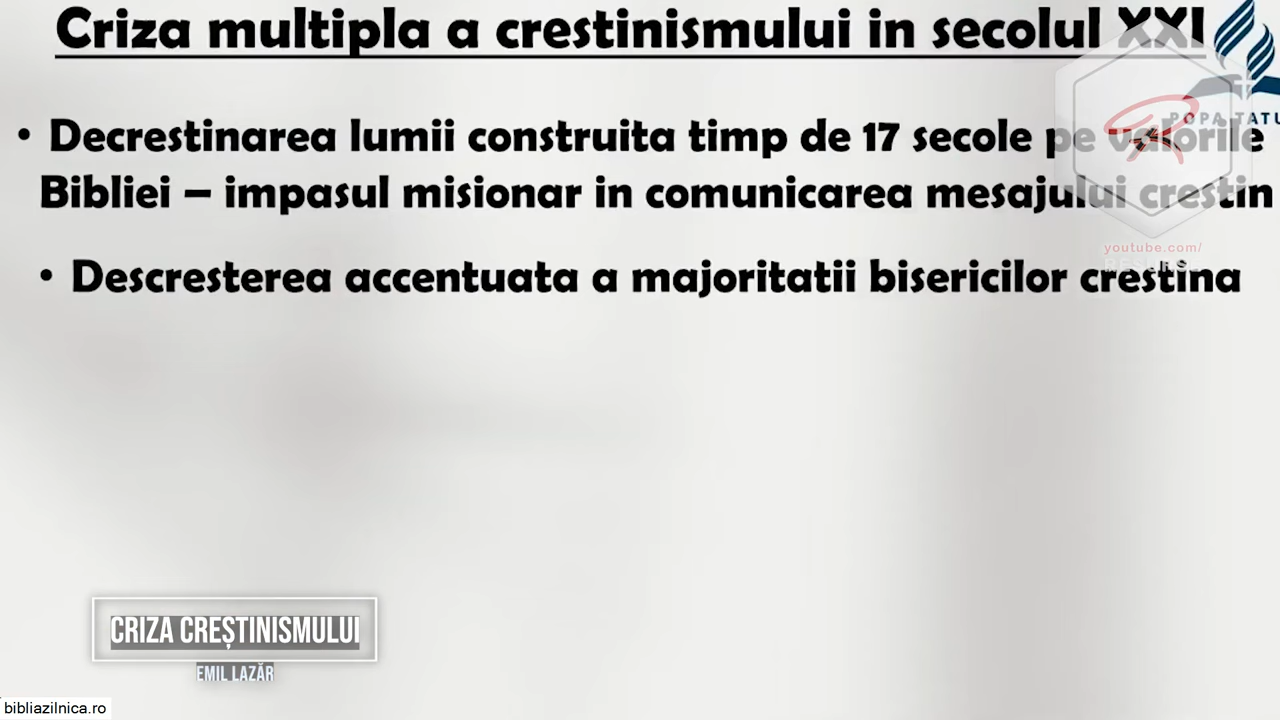 Criza multipla a crestinismului in secolul XXI
POPA TATU
• Decrestinarea lumii construita timp de 17 secole pe valorile
Bibliei – impasul misionar in comunicarea mesajului crestin
youtube.com/
• Descresterea accentuata a majoritatii bisericilor crestina
CRIZA CREȘTINISMULUI
EMIL LAZĂR
bibliazilnica.ro